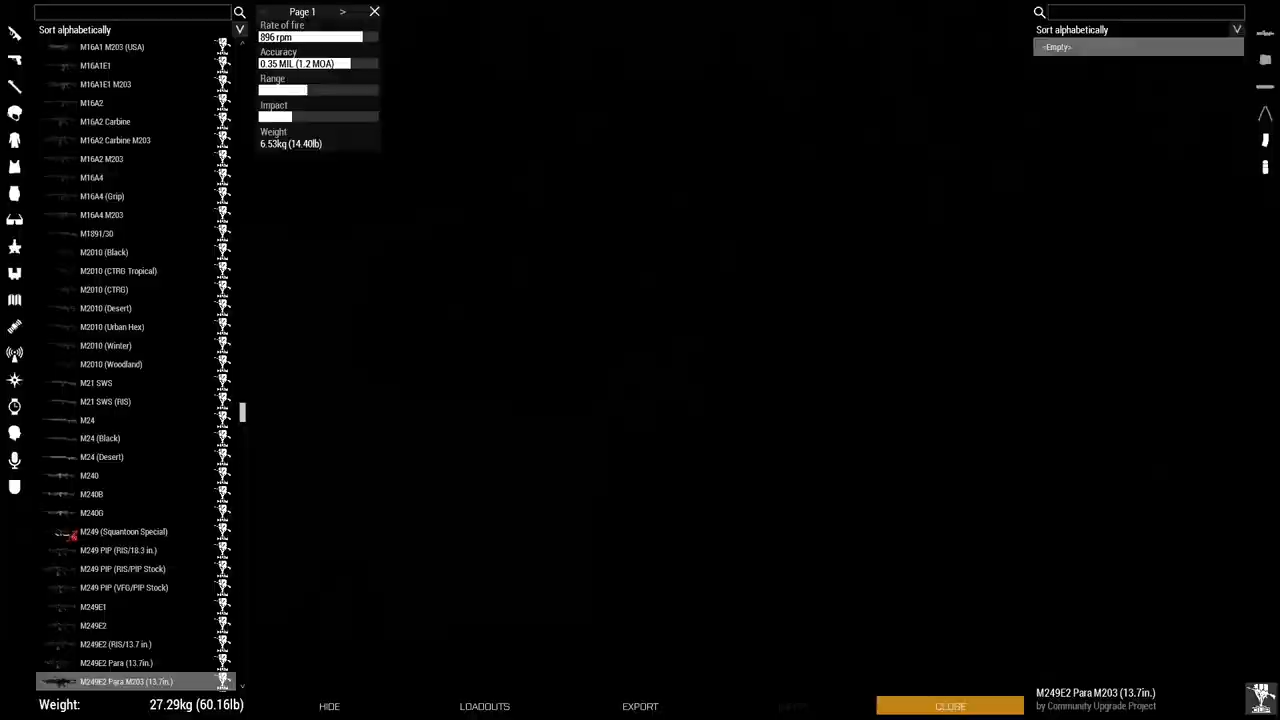 Sort alphabetically
M16A1 M203 (USA)
M16A1E1
M16A1E1 M203
M16A2
M16A2 Carbine
M16A2 Carbine M203
M16A2 M203
M16A4
M16A4 (Grip)
M16A4 M203
M1891/30
M2010 (Black)
M2010 (CTRG Tropical)
M2010 (CTRG)
M2010 (Desert)
M2010 (Urban Hex)
M2010 (Winter)
M2010 (Woodland)
M21 SWS
M21 SWS (RIS)
M24
M24 (Black)
M24 (Desert)
M240
M240B
M240G
M249 (Squantoon Special)
M249 PIP (RIS/18.3 in.)
M249 PIP (RIS/PIP Stock)
M249 PIP (VFG/PIP Stock)
M249E1
M249E2
M249E2 (RIS/13.7 in.)
M249E2 Para (13.7in.)
M249E2 Para M203 (13.7in.)
Weight: 27.29kg (60.16lb)
Page 1 >
Rate of fire
896 rpm
Accuracy
0.35 MIL (1.2 MOA)
Range
Impact
Weight
6.53kg (14.40lb)
Sort alphabetically
<Empty>
HIDE
LOADOUTS
EXPORT
CLOSE
M249E2 Para M203 (13.7in.)
by Community Upgrade Project